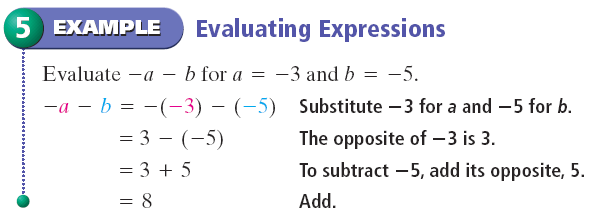 5 EXAMPLE Evaluating Expressions
Evaluate −a − b for a = −3 and b = −5.
−a − b = −(−3) − (−5) Substitute −3 for a and −5 for b.
= 3 − (−5) The opposite of −3 is 3.
= 3 + 5 To subtract −5, add its opposite, 5.
= 8 Add.